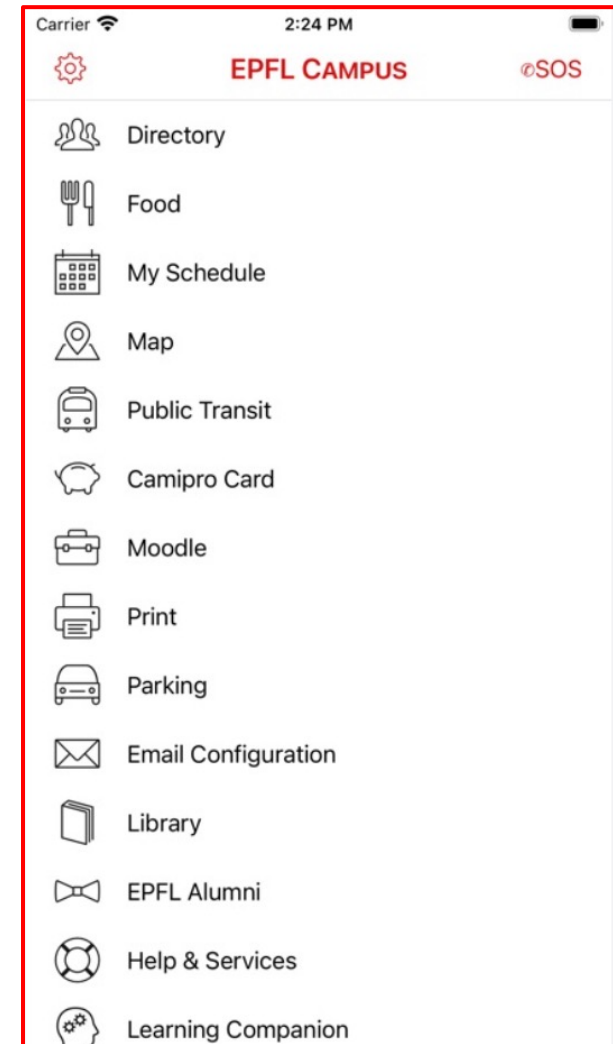 Carrier 2:24 PM
EPFL CAMPUS ✆SOS
Directory
Food
My Schedule
Map
Public Transit
Camipro Card
Moodle
Print
Parking
Email Configuration
Library
EPFL Alumni
Help & Services
Learning Companion